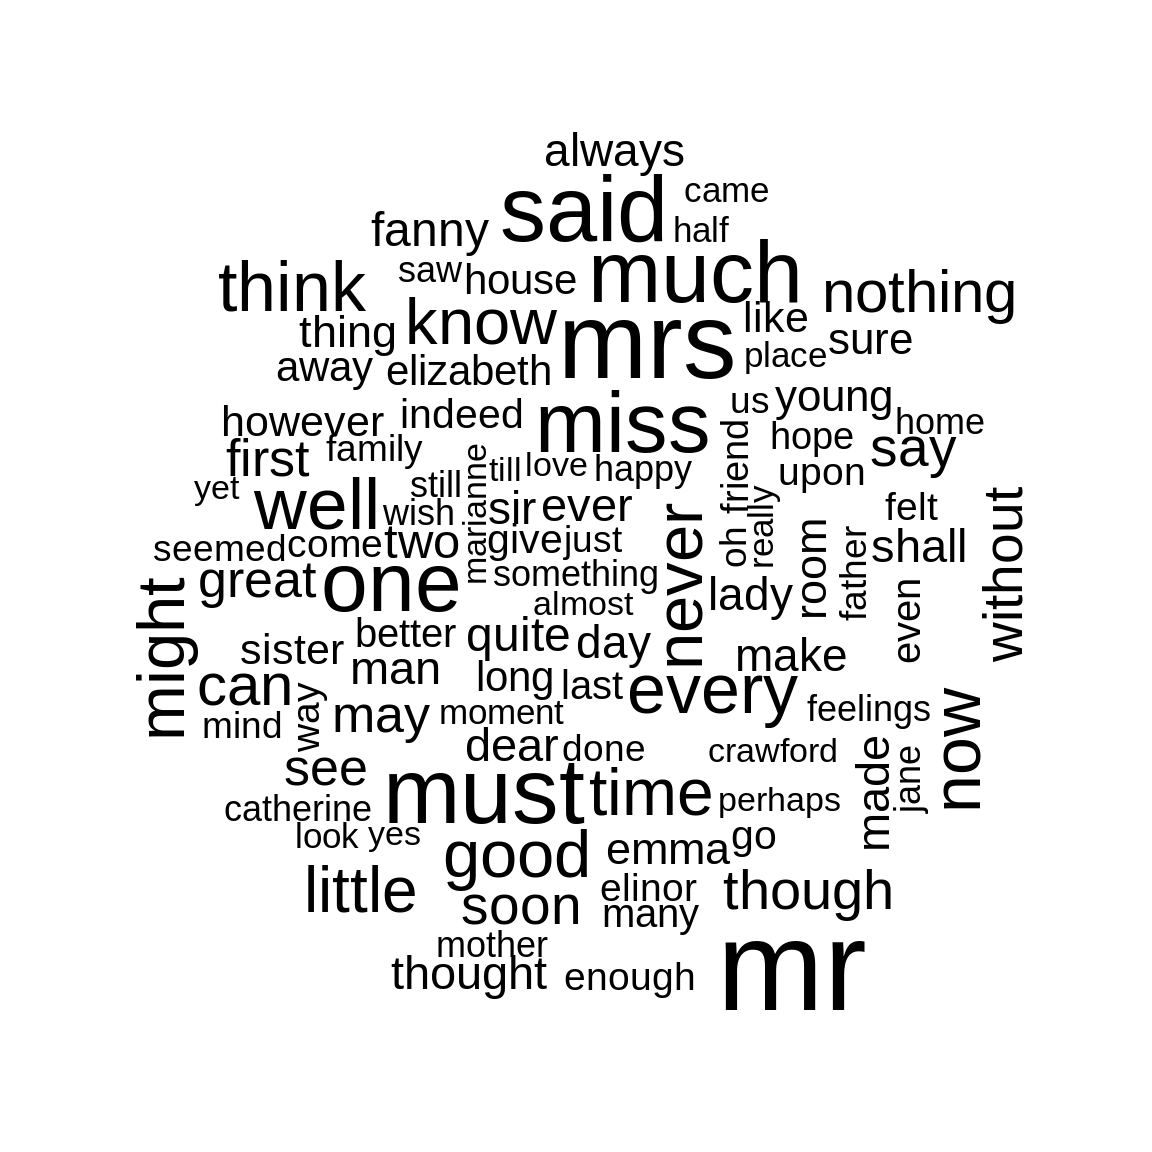 always
said
came
fanny
half
think
saw
house
much
nothing
thing
know
mrs
like
sure
away
elizabeth
place
however
indeed
miss
us
young
home
first
family
marianne
till
love
happy
friend
hope
say
upon
yet
well
still
wish
sir
ever
never
oh
really
room
felt
without
seemed
come
two
give
just
father
shall
great
one
something
almost
lady
even
might
sister
better
quite
day
make
can
man
long
last
every
mind
way
may
moment
feelings
now
dear
done
crawford
made
jane
see
must
time
perhaps
catherine
look
yes
good
emma
go
little
soon
elinor
many
though
mother
thought
enough
mr